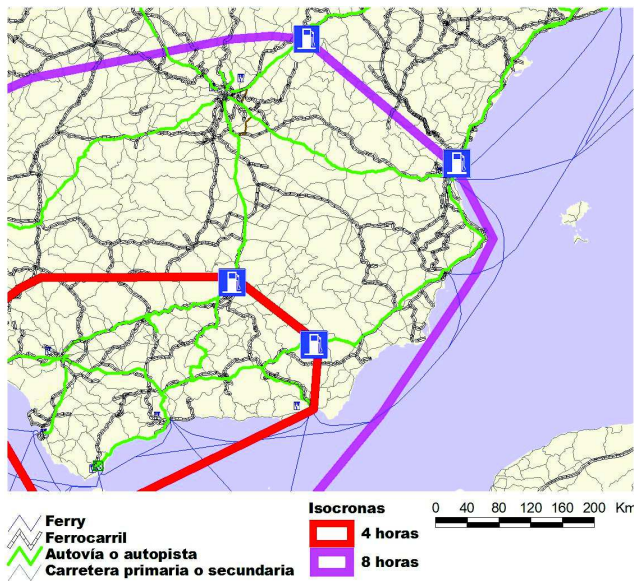 Ferry
Ferrocarril
Autovía o autopista
Carretera primaria o secundaria
Isocronas
4 horas
8 horas
0 40 80 120 160 200 Km